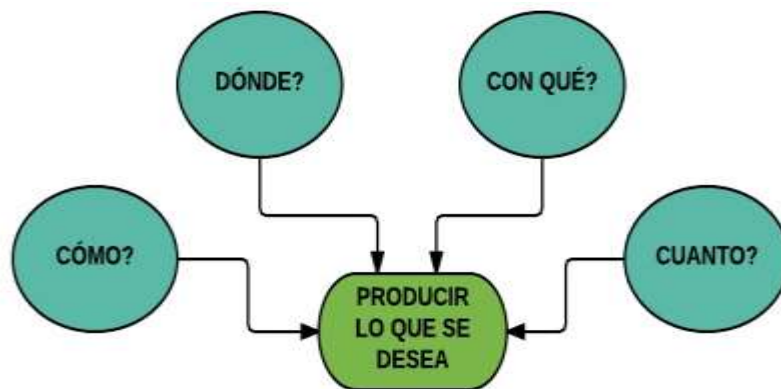 DÓNDE?
CON QUÉ?
CÓMO?
CUANTO?
PRODUCIR
LO QUE SE
DESEA